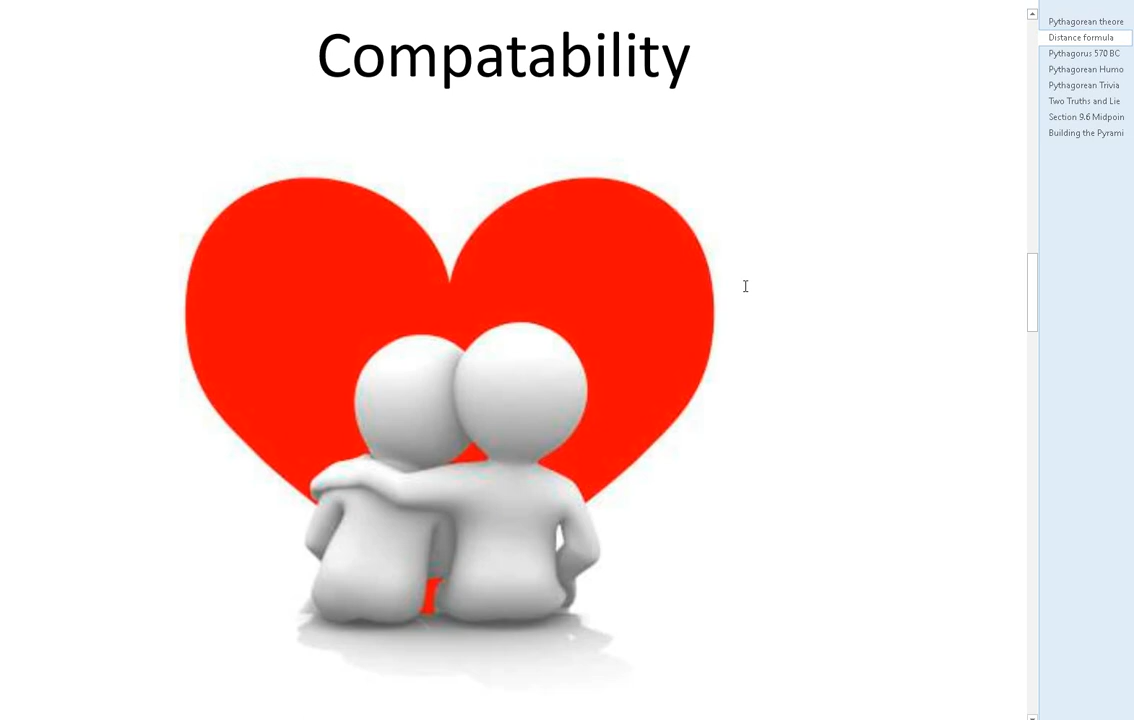 Compatability
Pythagorean theore
Distance formula
Pythagorus 570 BC
Pythagorean Humo
Pythagorean Trivia
Two Truths and Lie
Section 9.6 Midpoin
Building the Pyrami